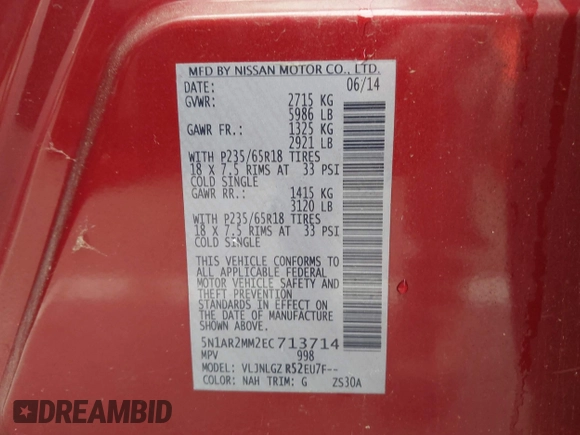 MFD BY NISSAN MOTOR CO., LTD.
DATE: 06/14
GVWR: 2715 KG
5986 LB
GAWR FR.: 1325 KG
2921 LB
WITH P235/65R18 TIRES
18 X 7.5 RIMS AT 33 PSI
COLD SINGLE
GAWR RR.: 1415 KG
3120 LB
WITH P235/65R18 TIRES
18 X 7.5 RIMS AT 33 PSI
COLD SINGLE
THIS VEHICLE CONFORMS TO
ALL APPLICABLE FEDERAL
MOTOR VEHICLE SAFETY AND
THEFT PREVENTION
STANDARDS IN EFFECT ON
THE DATE OF MANUFACTURE
SHOWN ABOVE.
5N1AR2MM2EC713714
MPV 998
MODEL: VLJNLGZ R52EU7F--
COLOR: NAH TRIM: G ZS30A
DREAMBID